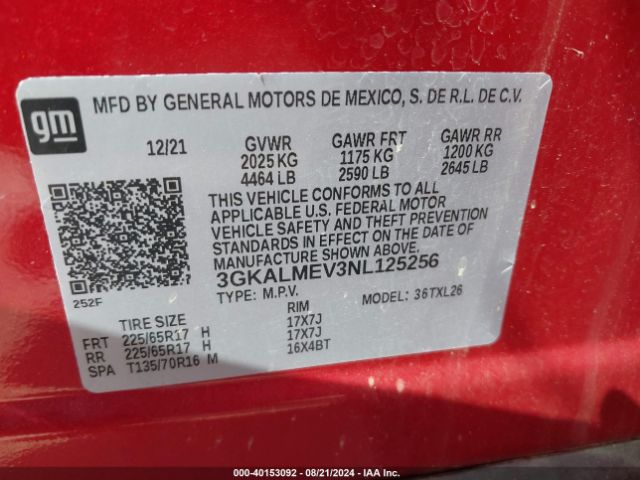 gm
MFD BY GENERAL MOTORS DE MEXICO, S. DE R.L. DE C.V.
12/21 GVWR GAWR FRT GAWR RR
2025 KG 1175 KG 1200 KG
4464 LB 2590 LB 2645 LB
THIS VEHICLE CONFORMS TO ALL
APPLICABLE U.S. FEDERAL MOTOR
VEHICLE SAFETY AND THEFT PREVENTION
STANDARDS IN EFFECT ON THE DATE OF
MANUFACTURE SHOWN ABOVE.
3GKALMEV3NL125256
252F
TYPE: M.P.V. MODEL: 36TXL26
TIRE SIZE RIM
FRT 225/65R17 H 17X7J
RR 225/65R17 H 17X7J
SPA T135/70R16 M 16X4BT
000-40153092 - 08/21/2024 - IAAI.COM